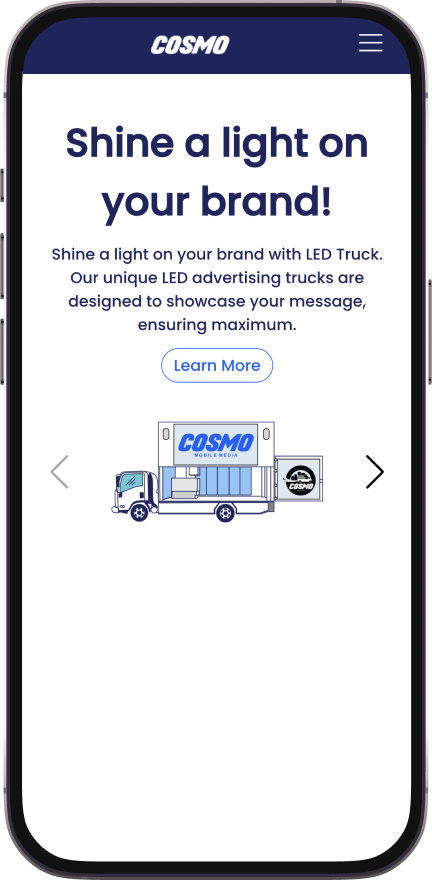 COSMO
Shine a light on
your brand!
Shine a light on your brand with LED Truck.
Our unique LED advertising trucks are
designed to showcase your message,
ensuring maximum.
Learn More
COSMO
MOBILE MEDIA
COSMO